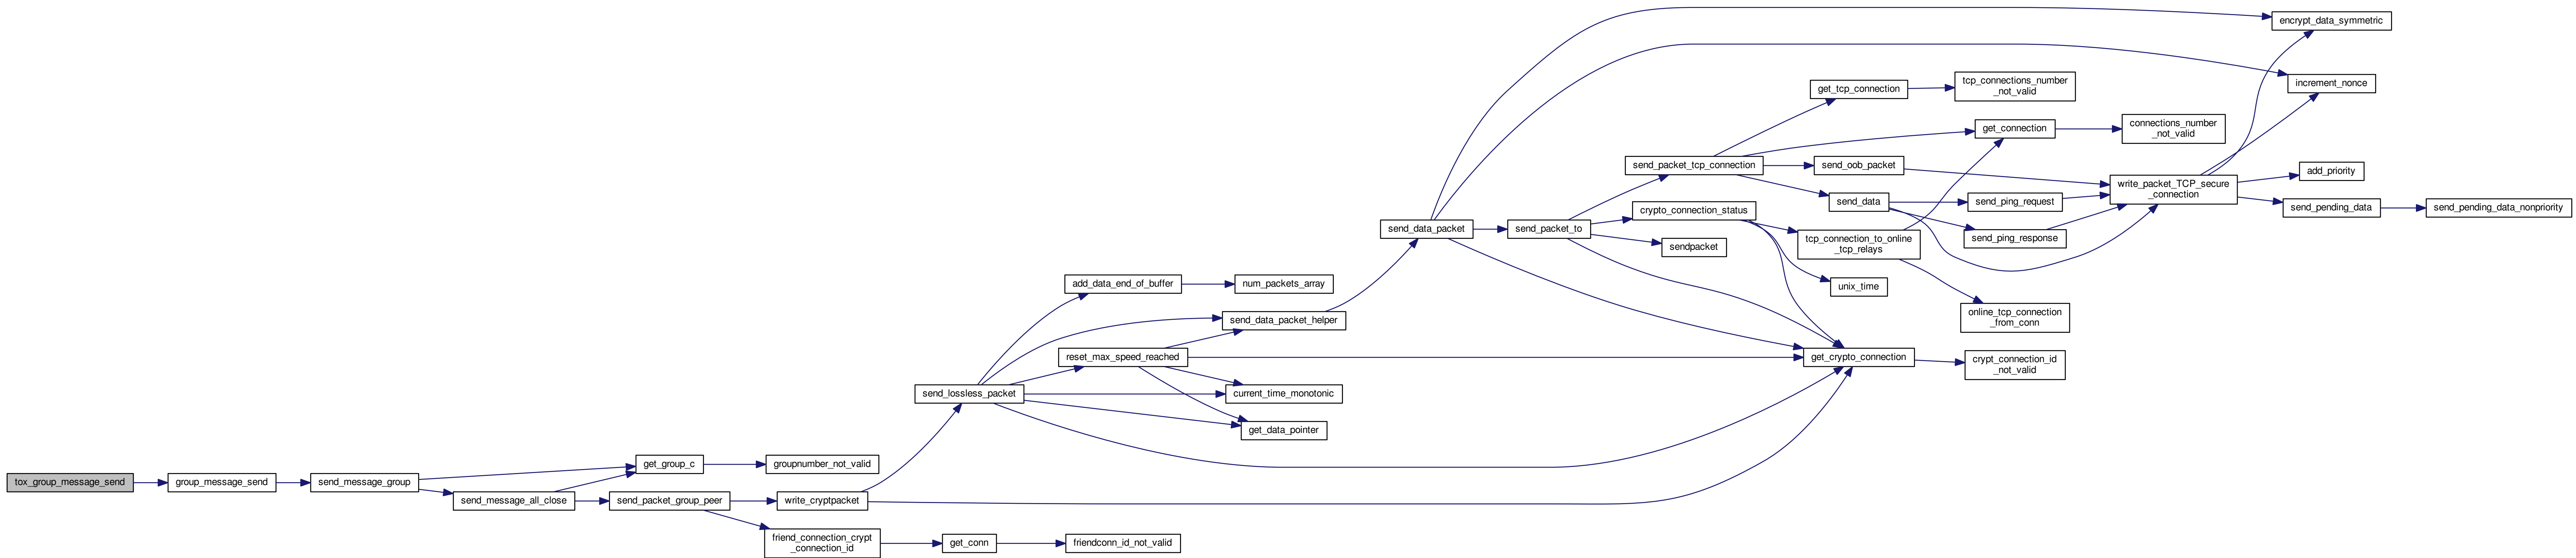 tox_group_message_send
group_message_send
send_message_group
get_group_c
groupnumber_not_valid
send_message_all_close
send_packet_group_peer
write_cryptpacket
friend_connection_crypt
_connection_id
get_conn
friendconn_id_not_valid
send_lossless_packet
add_data_end_of_buffer
num_packets_array
send_data_packet_helper
reset_max_speed_reached
current_time_monotonic
get_data_pointer
send_data_packet
send_packet_to
send_packet_tcp_connection
crypto_connection_status
sendpacket
get_tcp_connection
tcp_connections_number
_not_valid
get_connection
connections_number
_not_valid
send_oob_packet
send_data
send_ping_request
send_ping_response
tcp_connection_to_online
_tcp_relays
unix_time
online_tcp_connection
_from_conn
get_crypto_connection
crypt_connection_id
_not_valid
write_packet_TCP_secure
_connection
encrypt_data_symmetric
increment_nonce
add_priority
send_pending_data
send_pending_data_nonpriority